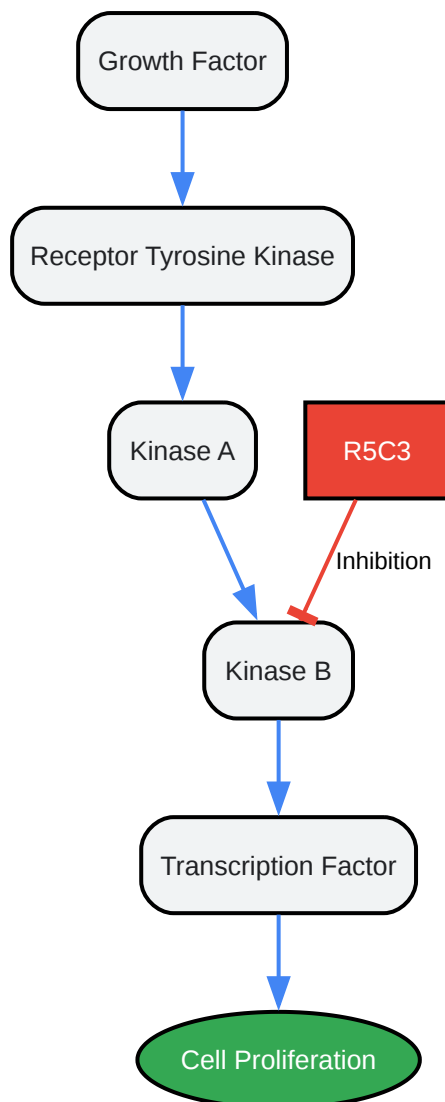 Growth Factor
Receptor Tyrosine Kinase
Kinase A
R5C3
Inhibition
Kinase B
Transcription Factor
Cell Proliferation